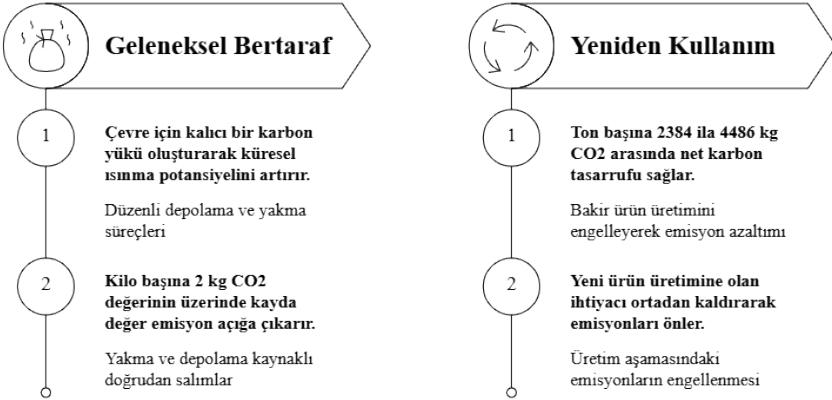 Geleneksel Bertaraf
1
Çevre için kalıcı bir karbon
yükü oluşturarak küresel
ısınma potansiyelini artırır.
Düzenli depolama ve yakma
süreçleri
2
Kilo başına 2 kg CO2
değerinin üzerinde kayda
değer emisyon açığa çıkarır.
Yakma ve depolama kaynaklı
doğrudan salımlar
Yeniden Kullanım
1
Ton başına 2384 ila 4486 kg
CO2 arasında net karbon
tasarrufu sağlar.
Bakir ürün üretimini
engelleyerek emisyon azaltımı
2
Yeni ürün üretimine olan
ihtiyacı ortadan kaldırarak
emisyonları önler.
Üretim aşamasındaki
emisyonların engellenmesi